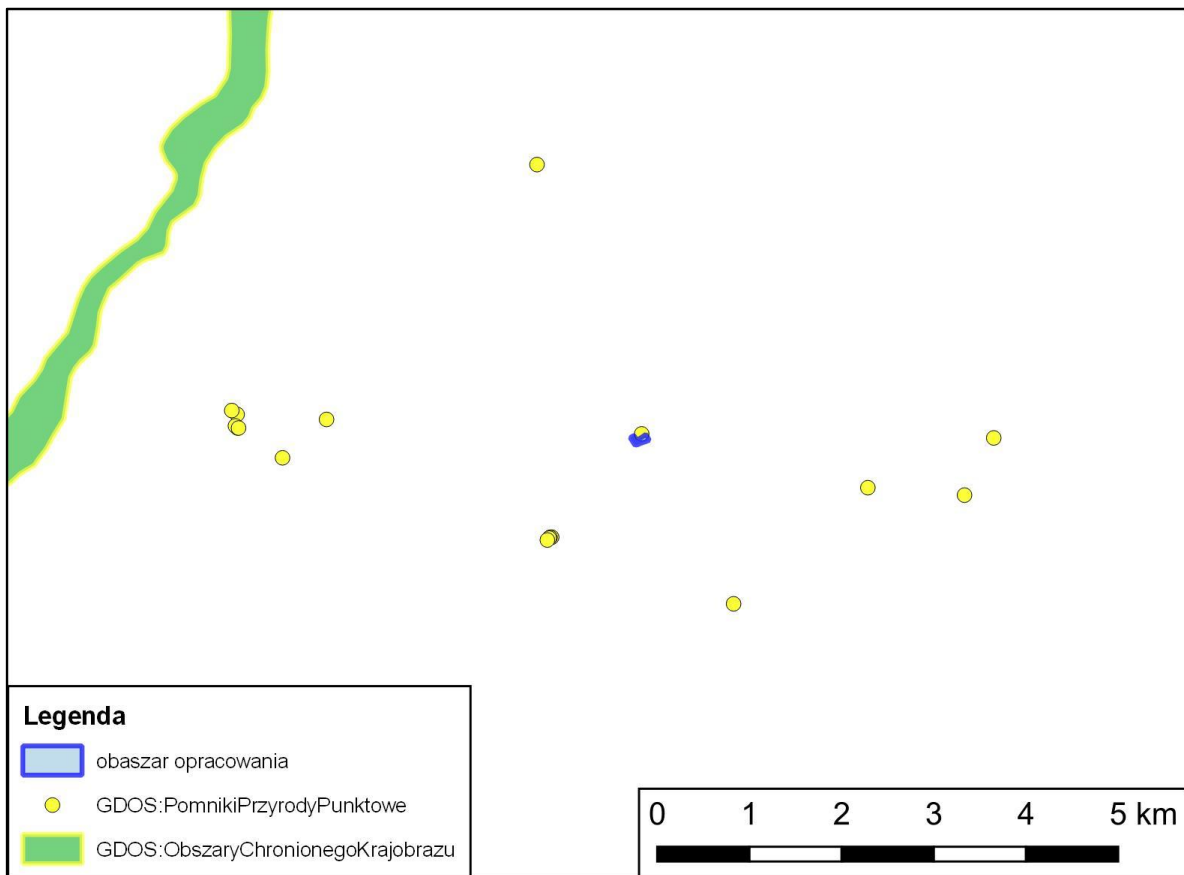 Legenda
obaszar opracowania
GDOS:PomnikiPrzyrodyPunktowe
GDOS:ObszaryChronionegoKrajobrazu
0 1 2 3 4 5 km